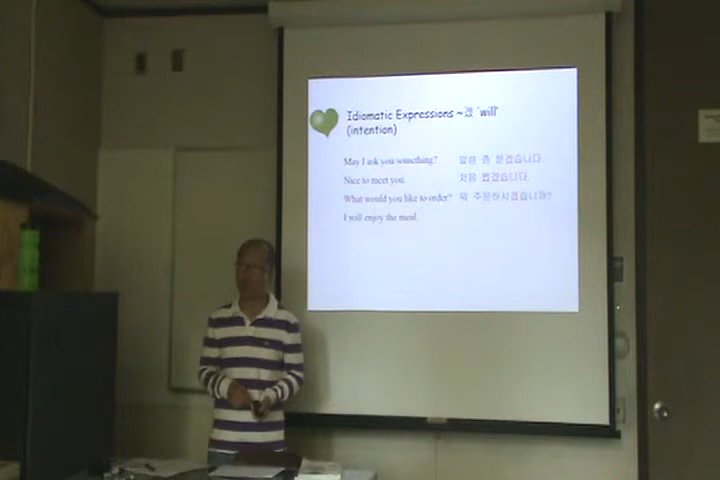 Idiomatic Expressions ~겠 'will'
(intention)
May I ask you something? 말씀 좀 묻겠습니다.
Nice to meet you. 처음 뵙겠습니다.
What would you like to order? 뭐 주문하시겠습니까?
I will enjoy the meal.